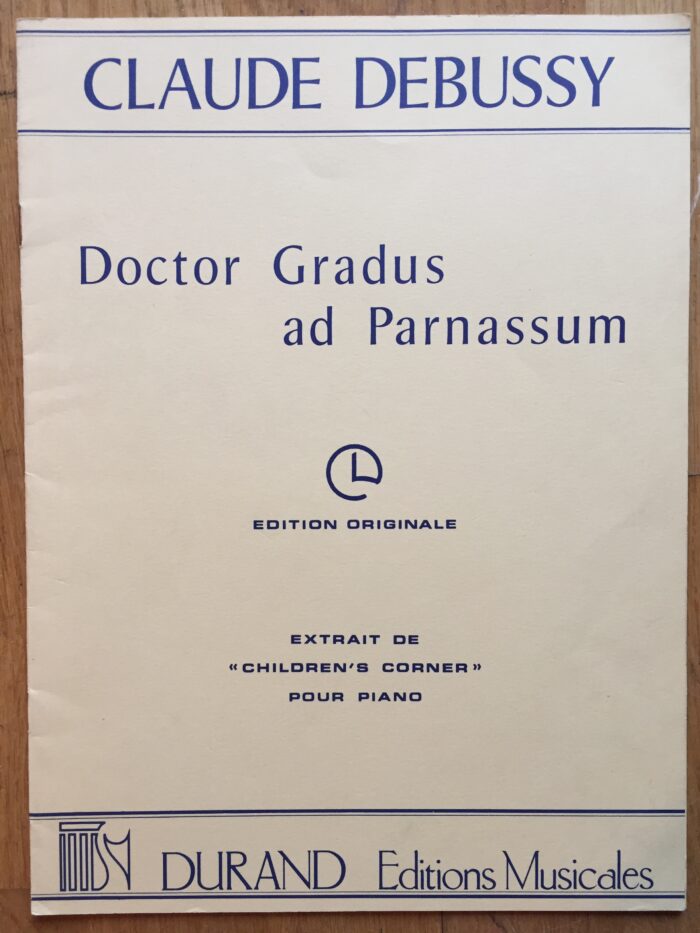 CLAUDE DEBUSSY
Doctor Gradus
ad Parnassum
EDITION ORIGINALE
EXTRAIT DE
«CHILDREN'S CORNER»
POUR PIANO
DURAND Editions Musicales